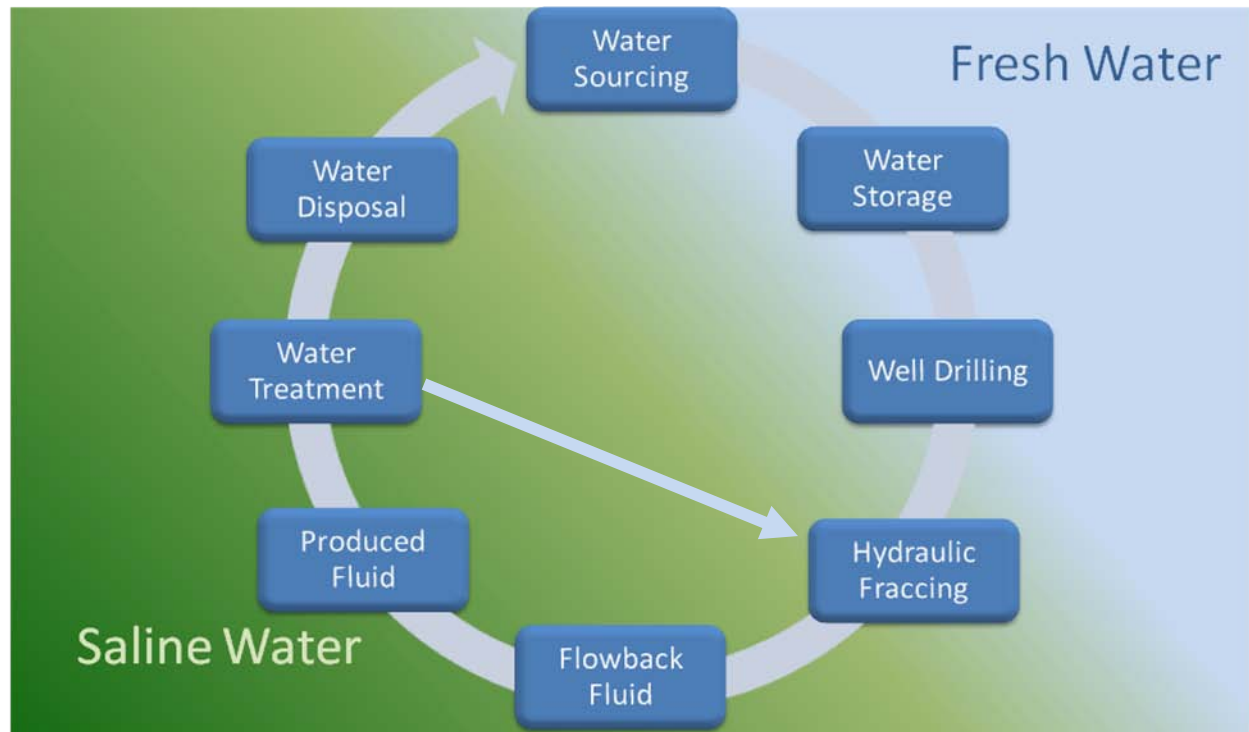 Water
Sourcing
Fresh Water
Water
Storage
Well Drilling
Hydraulic
Fraccing
Flowback
Fluid
Produced
Fluid
Saline Water
Water
Treatment
Water
Disposal